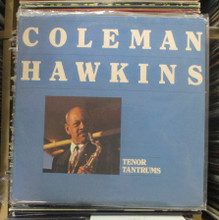 COLEMAN
HAWKINS
TENOR
TANTRUMS